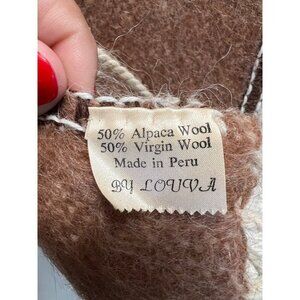 50% Alpaca Wool
50% Virgin Wool
Made in Peru
BY LOUVA